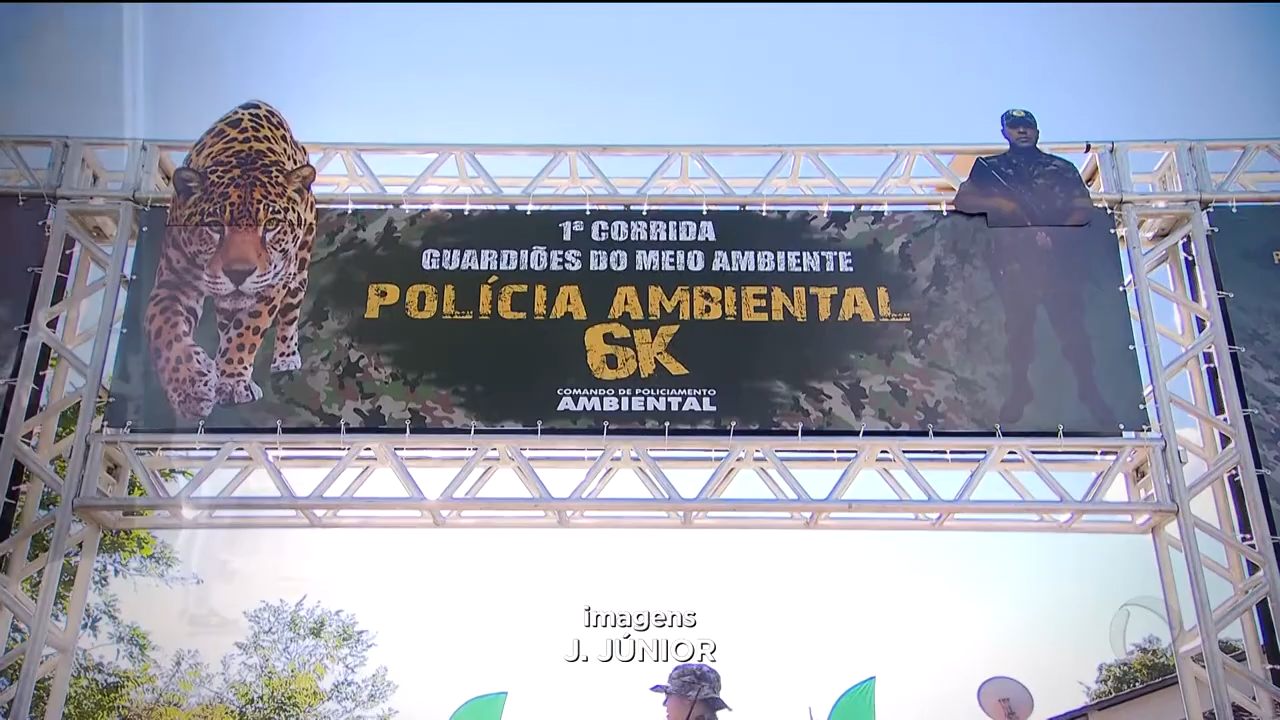 1ª CORRIDA
GUARDIÕES DO MEIO AMBIENTE
POLÍCIA AMBIENTAL
6K
COMANDO DE POLICIAMENTO
AMBIENTAL
imagens
J. JÚNIOR